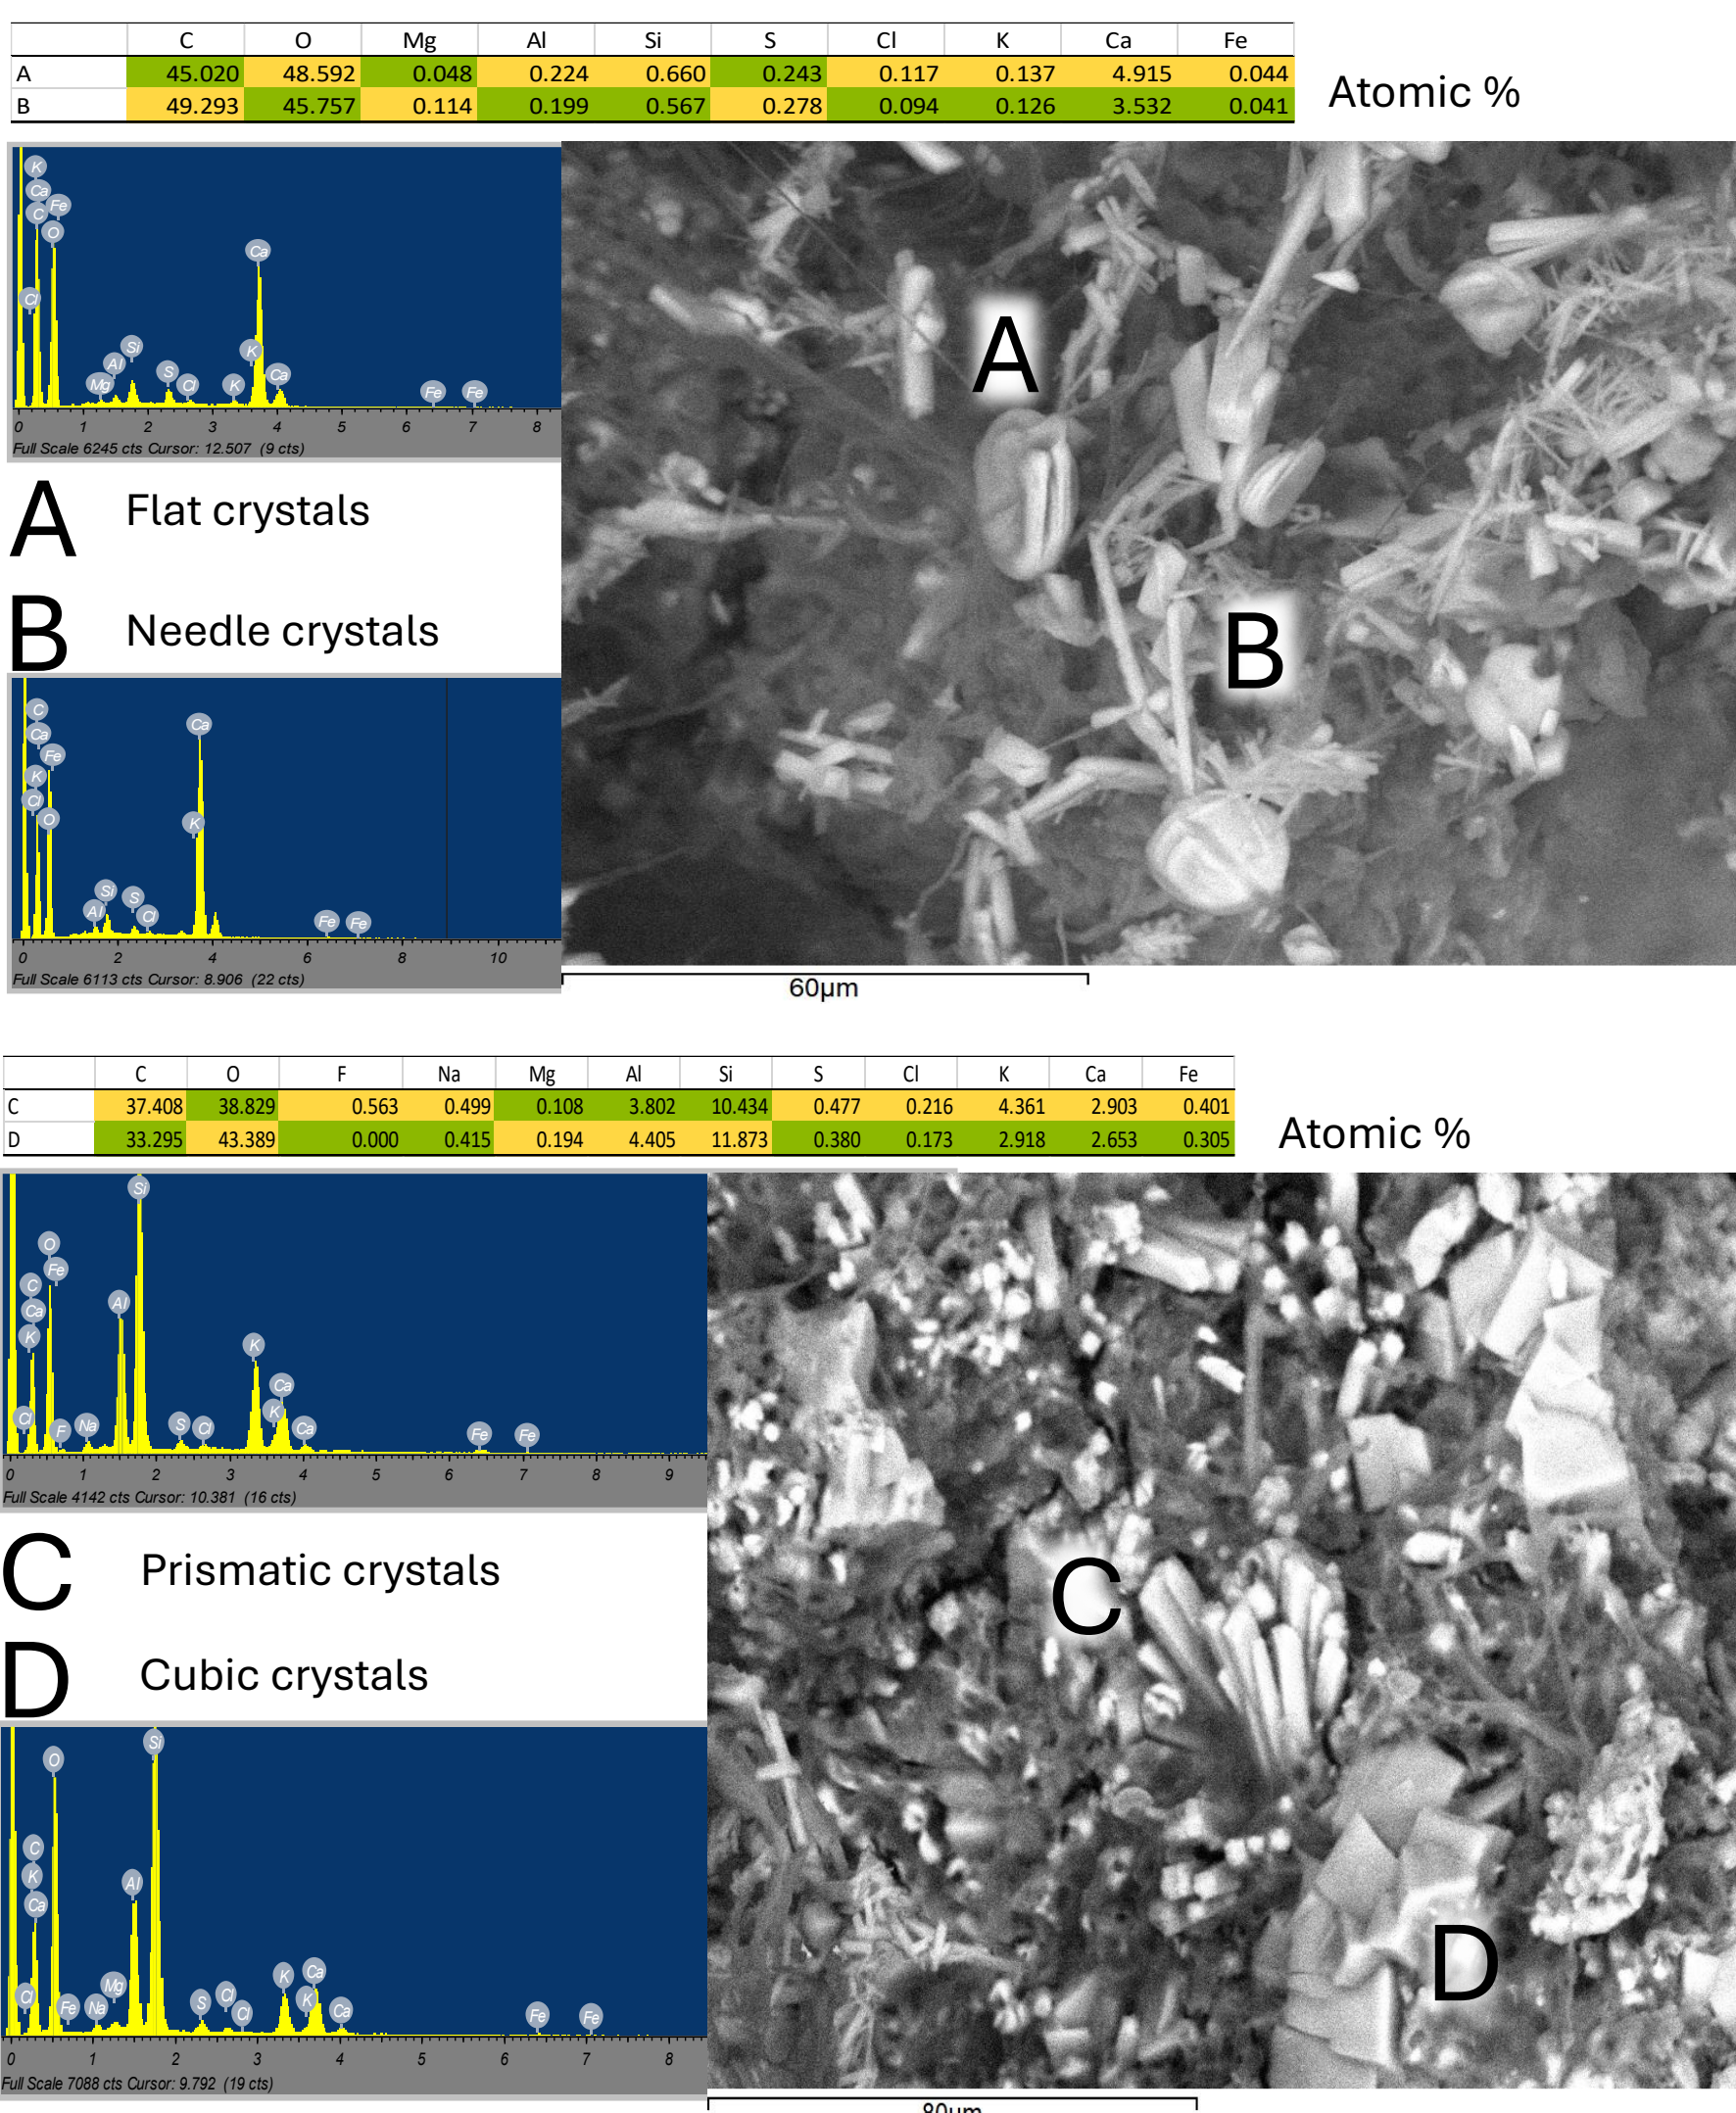 C O Mg Al Si S Cl K Ca Fe
A 45.020 48.592 0.048 0.224 0.660 0.243 0.117 0.137 4.915 0.044
B 49.293 45.757 0.114 0.199 0.567 0.278 0.094 0.126 3.532 0.041
Atomic %
K
Ca
C
Fe
O
Cl
Ca
K
Si
Al
Mg
S
Cl
K
Ca
Fe
Fe
0 1 2 3 4 5 6 7 8
Full Scale 6245 cts Cursor: 12.507 (9 cts)
A Flat crystals
B Needle crystals
C
Ca
Fe
K
Cl
O
Ca
K
Si
Al
S
Cl
Fe
Fe
0 2 4 6 8 10
Full Scale 6113 cts Cursor: 8.906 (22 cts)
A
B
60µm
C O F Na Mg Al Si S Cl K Ca Fe
C 37.408 38.829 0.563 0.499 0.108 3.802 10.434 0.477 0.216 4.361 2.903 0.401
D 33.295 43.389 0.000 0.415 0.194 4.405 11.873 0.380 0.173 2.918 2.653 0.305
Atomic %
Si
O
Fe
C
Ca
K
Al
K
Ca
K
Cl
F
Na
S
Cl
Ca
Fe
Fe
0 1 2 3 4 5 6 7 8 9
Full Scale 4142 cts Cursor: 10.381 (16 cts)
C Prismatic crystals
D Cubic crystals
Si
O
C
K
Ca
Al
Cl
Fe
Na
Mg
S
Cl
Cl
K
Ca
K
Ca
Fe
Fe
0 1 2 3 4 5 6 7 8
Full Scale 7088 cts Cursor: 9.792 (19 cts)
C
D
80µm